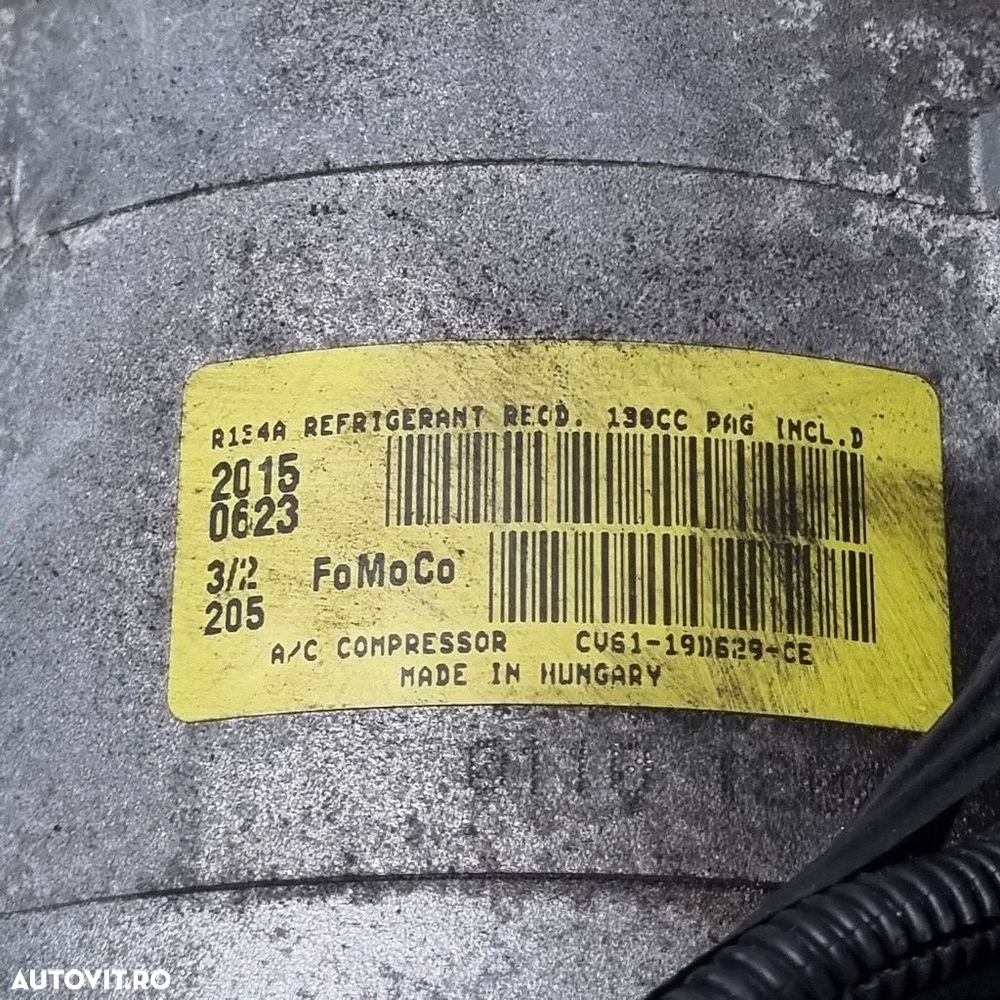 R134A REFRIGERANT REQD. 130CC PAG INCL.D
2015
0623
3/2
205
FoMoCo
A/C COMPRESSOR CV61-19D629-CE
MADE IN HUNGARY
AUTOVIT.RO